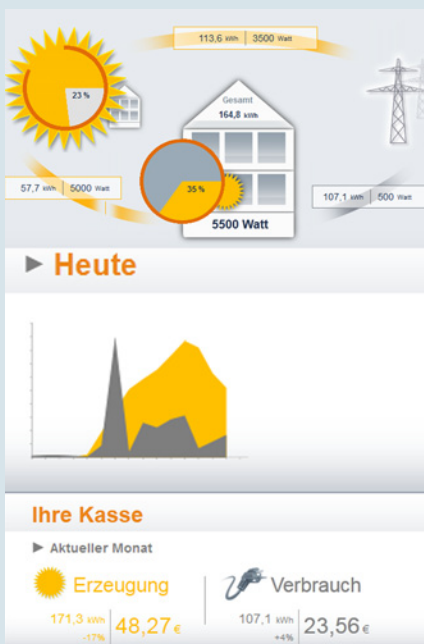 113,6 kWh | 3500 Watt
23 %
Gesamt
164,8 kWh
57,7 kWh | 5000 Watt
35 %
107,1 kWh | 500 Watt
5500 Watt
Heute
Ihre Kasse
Aktueller Monat
Erzeugung
Verbrauch
171,3 kWh
-17%
48,27 €
107,1 kWh
+4%
23,56 €